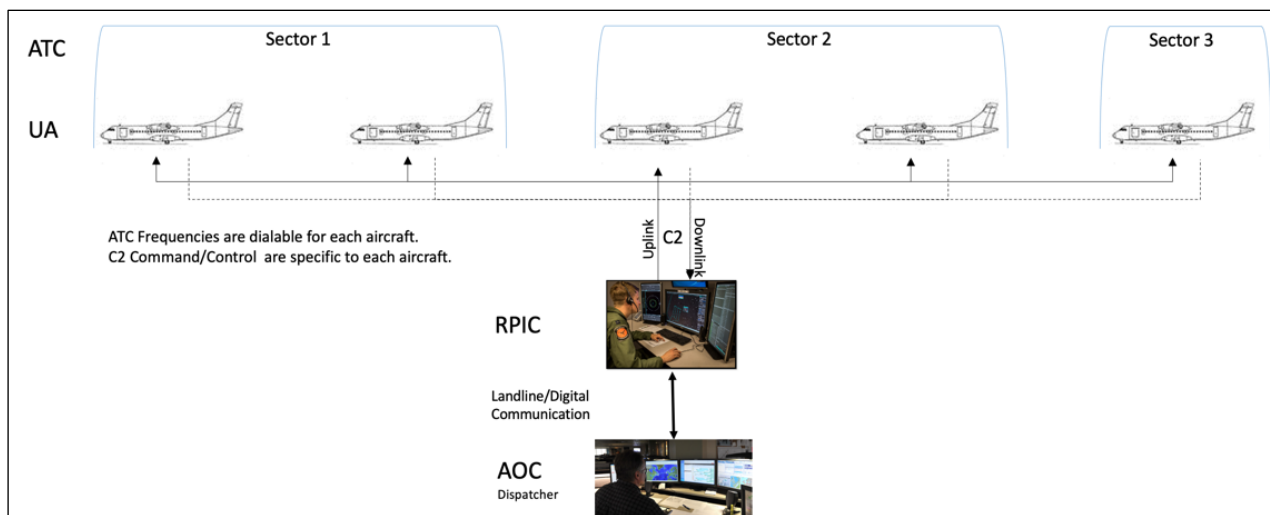 ATC
Sector 1
Sector 2
Sector 3
UA
ATC Frequencies are dialable for each aircraft.
C2 Command/Control  are specific to each aircraft.
Uplink
C2
Downlink
RPIC
Landline/Digital
Communication
AOC
Dispatcher